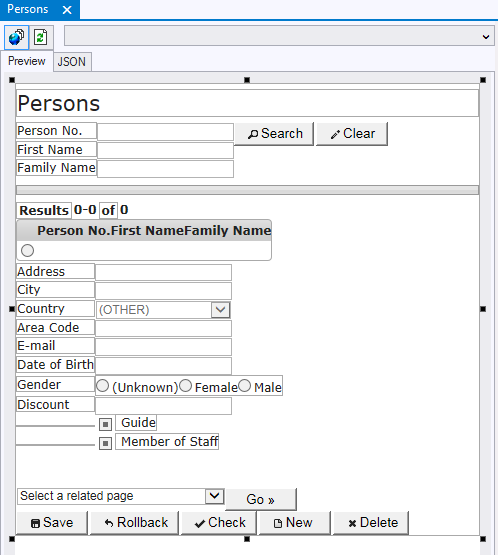 Persons
Preview JSON
Persons
Person No. Search Clear
First Name
Family Name
Results 0-0 of 0
Person No.First NameFamily Name
Address
City
Country (OTHER)
Area Code
E-mail
Date of Birth
Gender (Unknown) Female Male
Discount
Guide
Member of Staff
Select a related page Go »
Save Rollback Check New Delete